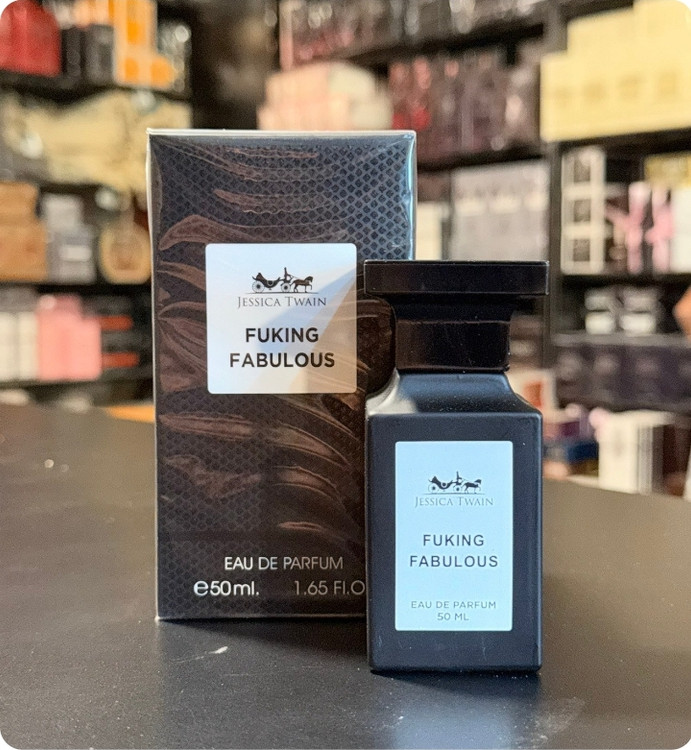 JESSICA TWAIN
FUKING
FABULOUS
EAU DE PARFUM
e50ml. 1.65 Fl.O
JESSICA TWAIN
FUKING
FABULOUS
EAU DE PARFUM
50 ML